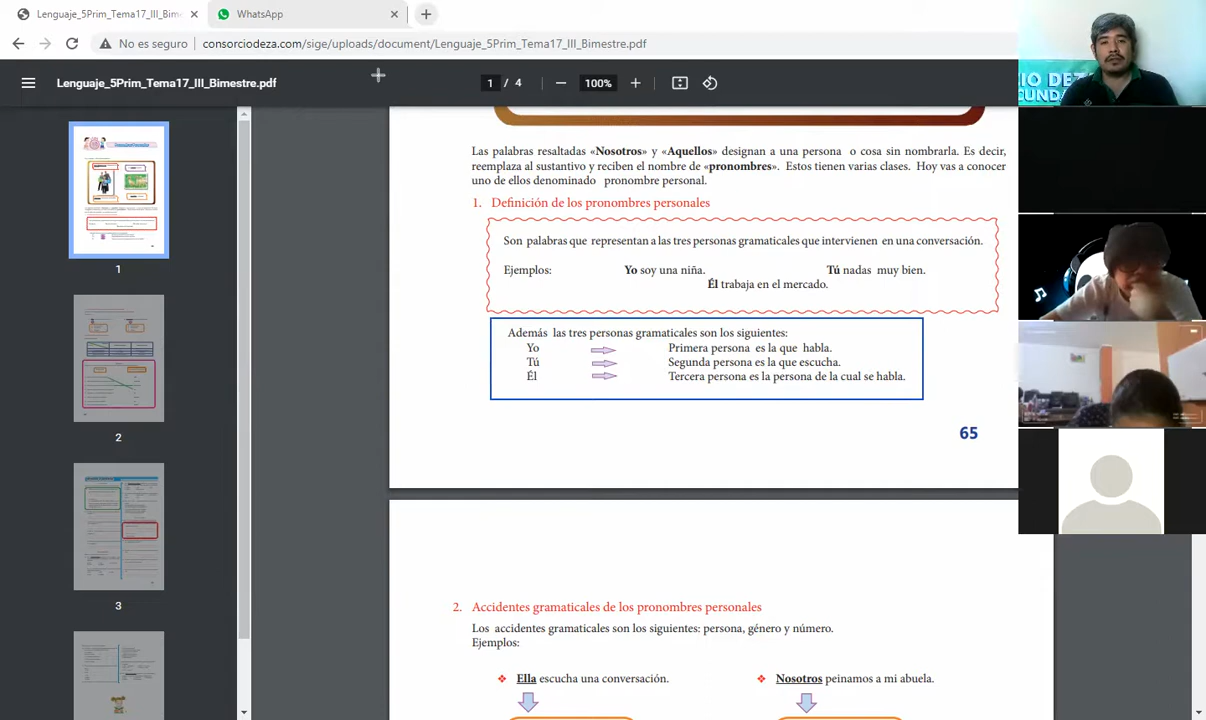 Lenguaje_5Prim_Tema17_III_Bim
WhatsApp
No es seguro
consorciodeza.com/sige/uploads/document/Lenguaje_5Prim_Tema17_III_Bimestre.pdf
Lenguaje_5Prim_Tema17_III_Bimestre.pdf
1 / 4
100%
Las palabras resaltadas «Nosotros» y «Aquellos» designan a una persona o cosa sin nombrarla. Es decir,
reemplaza al sustantivo y reciben el nombre de «pronombres». Estos tienen varias clases. Hoy vas a conocer
uno de ellos denominado pronombre personal.
1. Definición de los pronombres personales
Son palabras que representan a las tres personas gramaticales que intervienen en una conversación.
Ejemplos: Yo soy una niña. Tú nadas muy bien.
Él trabaja en el mercado.
Además las tres personas gramaticales son los siguientes:
Yo Primera persona es la que habla.
Tú Segunda persona es la que escucha.
Él Tercera persona es la persona de la cual se habla.
65
2. Accidentes gramaticales de los pronombres personales
Los accidentes gramaticales son los siguientes: persona, género y número.
Ejemplos:
Ella escucha una conversación. Nosotros peinamos a mi abuela.
1
2
3
IO DEZA
CUNDA